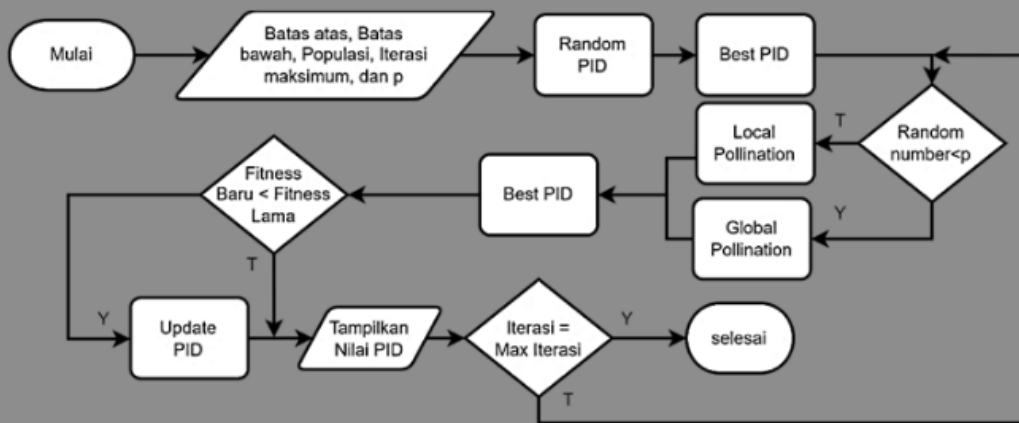 Mulai
Batas atas, Batas
bawah, Populasi, Iterasi
maksimum, dan p
Random
PID
Best PID
Random
number<p
T
Local
Pollination
Y
Global
Pollination
Best PID
Fitness
Baru < Fitness
Lama
T
Y
Update
PID
Tampilkan
Nilai PID
Iterasi =
Max Iterasi
Y
selesai
T